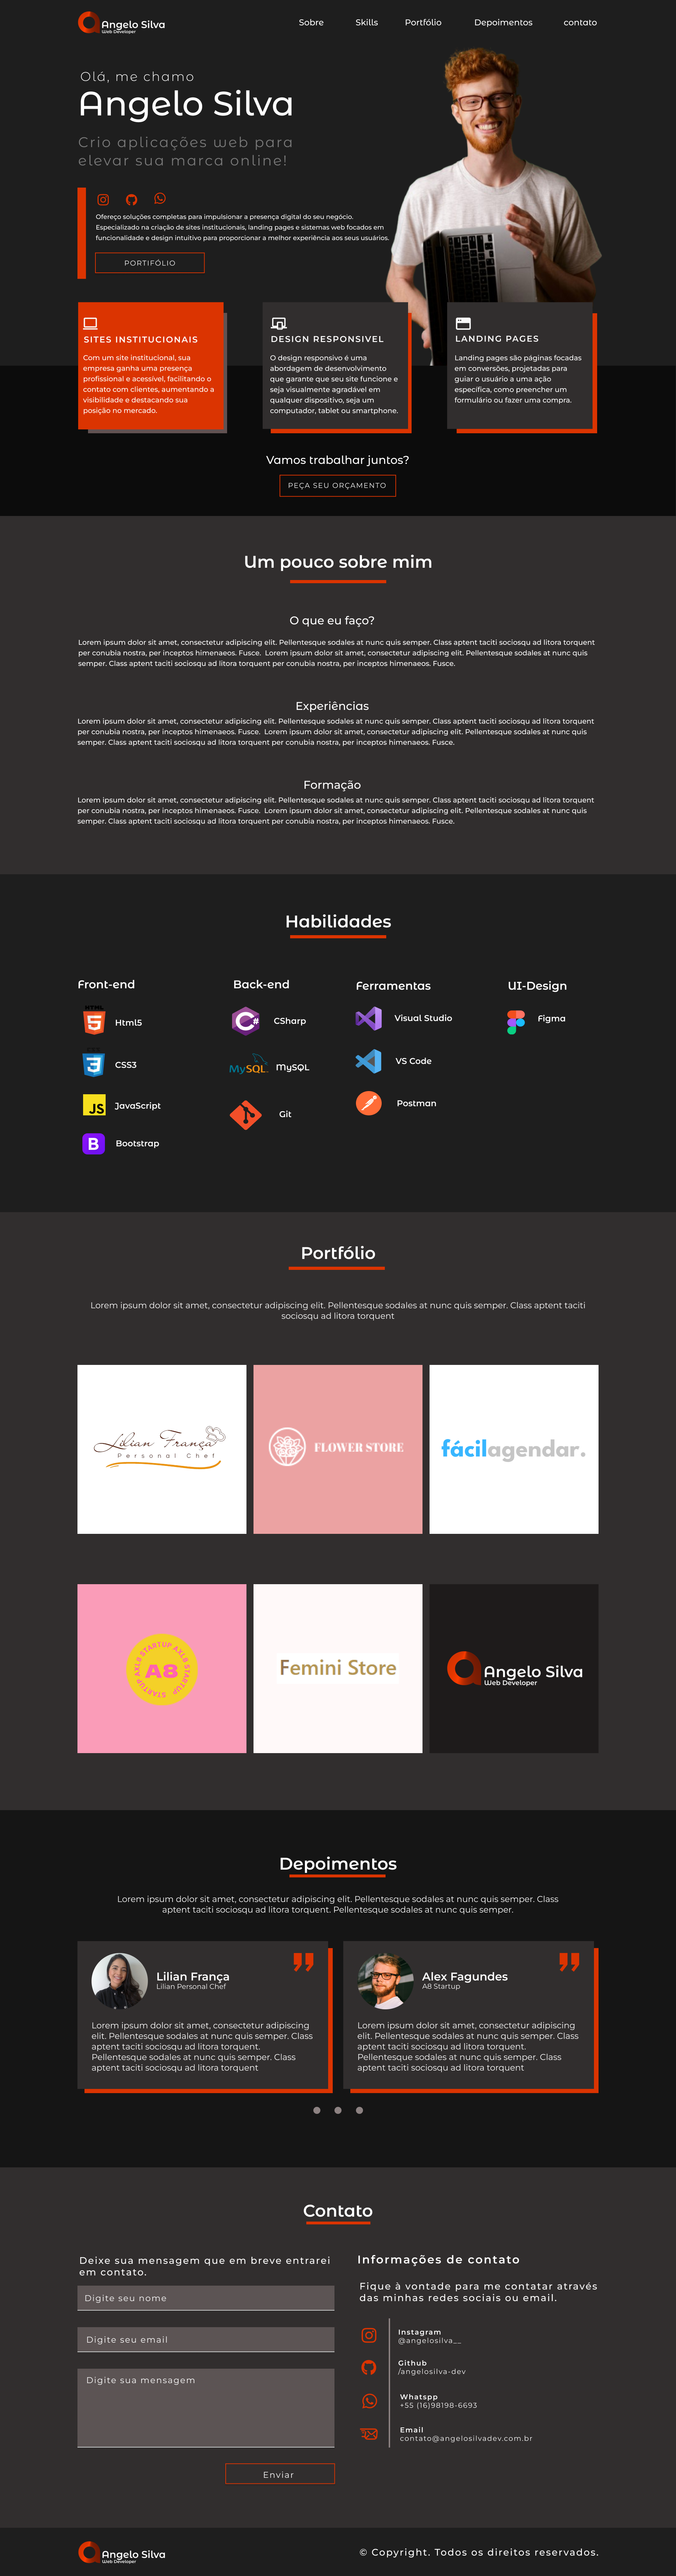 Angelo Silva
Web Developer
Sobre
Skills
Portfólio
Depoimentos
contato
Olá, me chamo
Angelo Silva
Crio aplicações web para
elevar sua marca online!
Ofereço soluções completas para impulsionar a presença digital do seu negócio.
Especializado na criação de sites institucionais, landing pages e sistemas web focados em
funcionalidade e design intuitivo para proporcionar a melhor experiência aos seus usuários.
PORTIFÓLIO
SITES INSTITUCIONAIS
Com um site institucional, sua
empresa ganha uma presença
profissional e acessível, facilitando o
contato com clientes, aumentando a
visibilidade e destacando sua
posição no mercado.
DESIGN RESPONSIVEL
O design responsivo é uma
abordagem de desenvolvimento
que garante que seu site funcione e
seja visualmente agradável em
qualquer dispositivo, seja um
computador, tablet ou smartphone.
LANDING PAGES
Landing pages são páginas focadas
em conversões, projetadas para
guiar o usuário a uma ação
específica, como preencher um
formulário ou fazer uma compra.
Vamos trabalhar juntos?
PEÇA SEU ORÇAMENTO
Um pouco sobre mim
O que eu faço?
Lorem ipsum dolor sit amet, consectetur adipiscing elit. Pellentesque sodales at nunc quis semper. Class aptent taciti sociosqu ad litora torquent
per conubia nostra, per inceptos himenaeos. Fusce. Lorem ipsum dolor sit amet, consectetur adipiscing elit. Pellentesque sodales at nunc quis
semper. Class aptent taciti sociosqu ad litora torquent per conubia nostra, per inceptos himenaeos. Fusce.
Experiências
Lorem ipsum dolor sit amet, consectetur adipiscing elit. Pellentesque sodales at nunc quis semper. Class aptent taciti sociosqu ad litora torquent
per conubia nostra, per inceptos himenaeos. Fusce. Lorem ipsum dolor sit amet, consectetur adipiscing elit. Pellentesque sodales at nunc quis
semper. Class aptent taciti sociosqu ad litora torquent per conubia nostra, per inceptos himenaeos. Fusce.
Formação
Lorem ipsum dolor sit amet, consectetur adipiscing elit. Pellentesque sodales at nunc quis semper. Class aptent taciti sociosqu ad litora torquent
per conubia nostra, per inceptos himenaeos. Fusce. Lorem ipsum dolor sit amet, consectetur adipiscing elit. Pellentesque sodales at nunc quis
semper. Class aptent taciti sociosqu ad litora torquent per conubia nostra, per inceptos himenaeos. Fusce.
Habilidades
Front-end
HTML
5
Html5
CSS
3
CSS3
JS
JavaScript
B
Bootstrap
Back-end
C#
CSharp
MySQL
MySQL
Git
Ferramentas
Visual Studio
VS Code
Postman
UI-Design
Figma
Portfólio
Lorem ipsum dolor sit amet, consectetur adipiscing elit. Pellentesque sodales at nunc quis semper. Class aptent taciti
sociosqu ad litora torquent
Lilian França
Personal Chef
FLOWER STORE
fácilagendar.
STARTUP AXLS STARTUP AXLS
A8
Femini Store
Angelo Silva
Web Developer
Depoimentos
Lorem ipsum dolor sit amet, consectetur adipiscing elit. Pellentesque sodales at nunc quis semper. Class
aptent taciti sociosqu ad litora torquent. Pellentesque sodales at nunc quis semper.
Lilian França
Lilian Personal Chef
Lorem ipsum dolor sit amet, consectetur adipiscing
elit. Pellentesque sodales at nunc quis semper. Class
aptent taciti sociosqu ad litora torquent.
Pellentesque sodales at nunc quis semper. Class
aptent taciti sociosqu ad litora torquent
Alex Fagundes
A8 Startup
Lorem ipsum dolor sit amet, consectetur adipiscing
elit. Pellentesque sodales at nunc quis semper. Class
aptent taciti sociosqu ad litora torquent.
Pellentesque sodales at nunc quis semper. Class
aptent taciti sociosqu ad litora torquent
Contato
Deixe sua mensagem que em breve entrarei
em contato.
Digite seu nome
Digite seu email
Digite sua mensagem
Enviar
Informações de contato
Fique à vontade para me contatar através
das minhas redes sociais ou email.
Instagram
@angelosilva__
Github
/angelosilva-dev
Whatspp
+55 (16)98198-6693
Email
contato@angelosilvadev.com.br
Angelo Silva
Web Developer
© Copyright. Todos os direitos reservados.